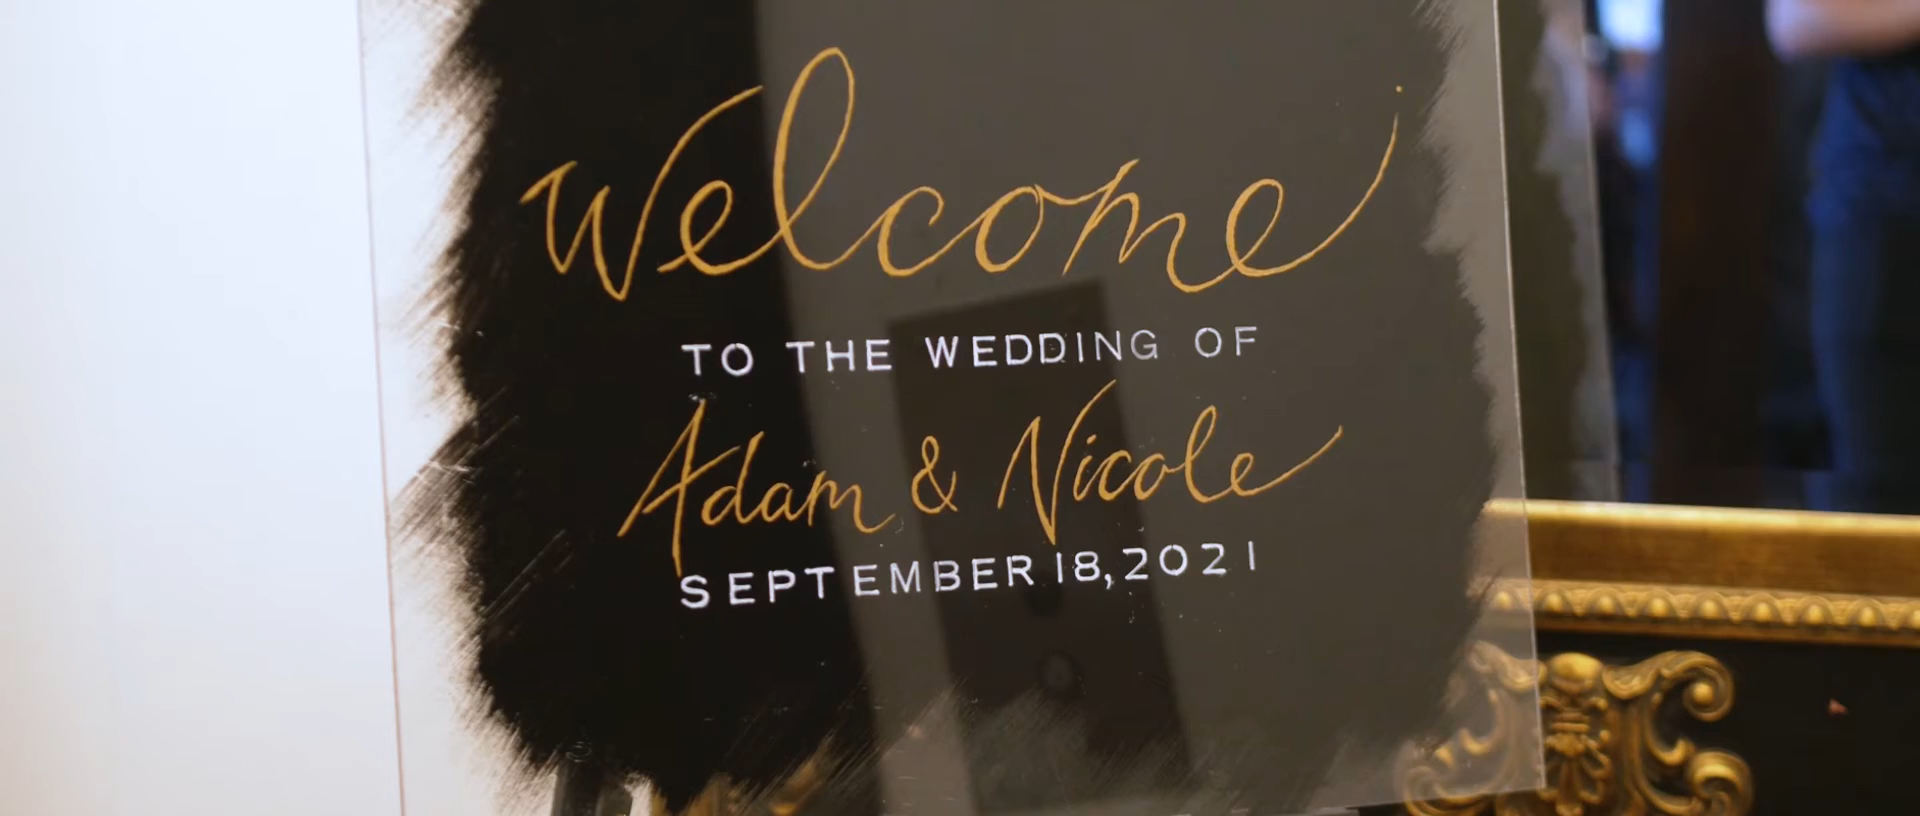 Welcome
TO THE WEDDING OF
Adam & Nicole
SEPTEMBER 18, 2021